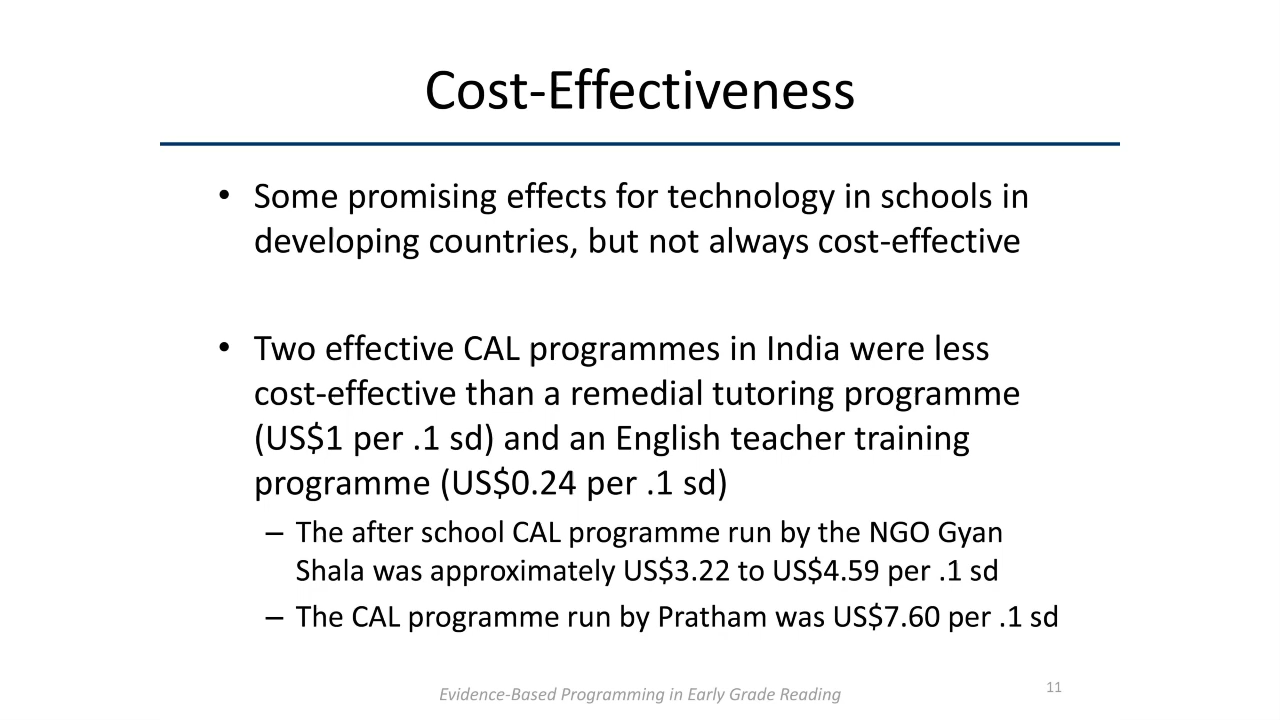 Cost-Effectiveness
• Some promising effects for technology in schools in
developing countries, but not always cost-effective
• Two effective CAL programmes in India were less
cost-effective than a remedial tutoring programme
(US$1 per .1 sd) and an English teacher training
programme (US$0.24 per .1 sd)
– The after school CAL programme run by the NGO Gyan
Shala was approximately US$3.22 to US$4.59 per .1 sd
– The CAL programme run by Pratham was US$7.60 per .1 sd
Evidence-Based Programming in Early Grade Reading
11